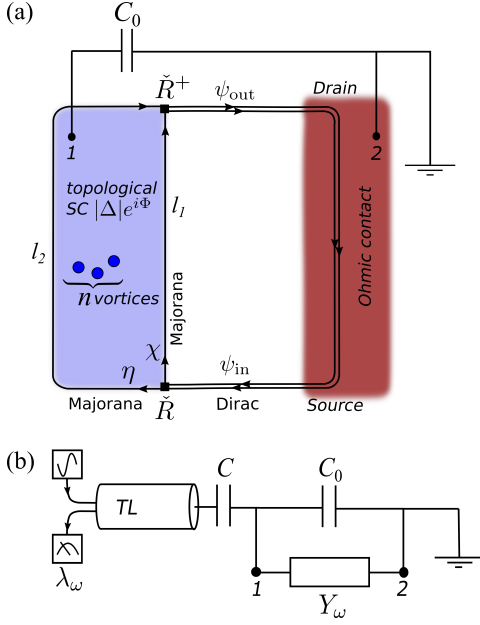 (a)
C₀
Ř⁺ ψout Drain
1 2
topological
SC |Δ|e^{iΦ} l₁
l₂
n vortices
Majorana
Ohmic contact
χ
η ψin
Majorana Ř Dirac Source
(b)
C C₀
TL
λω
1 Yω 2